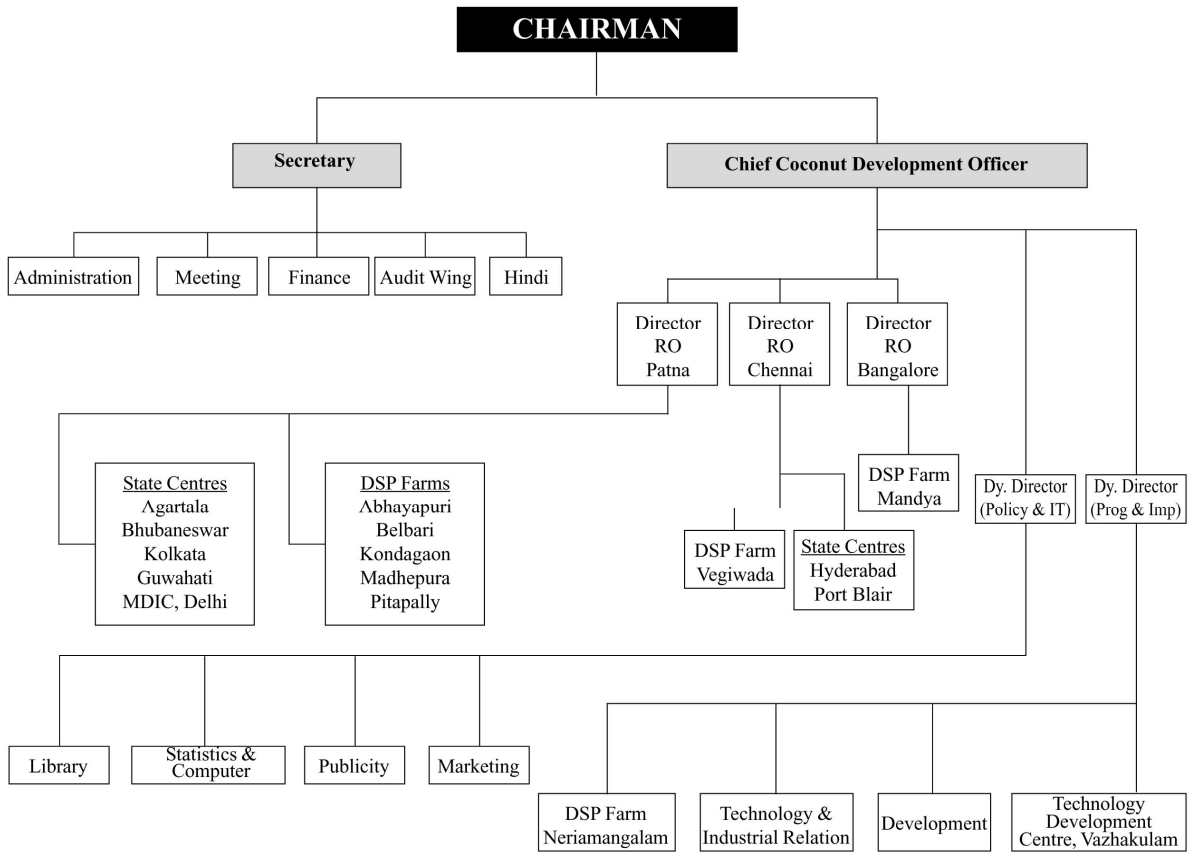 CHAIRMAN
Secretary
Chief Coconut Development Officer
Administration
Meeting
Finance
Audit Wing
Hindi
Director
RO
Patna
Director
RO
Chennai
Director
RO
Bangalore
State Centres
Agartala
Bhubaneswar
Kolkata
Guwahati
MDIC, Delhi
DSP Farms
Abhayapuri
Belbari
Kondagaon
Madhepura
Pitapally
DSP Farm
Vegiwada
State Centres
Hyderabad
Port Blair
DSP Farm
Mandya
Dy. Director
(Policy & IT)
Dy. Director
(Prog & Imp)
Library
Statistics &
Computer
Publicity
Marketing
DSP Farm
Neriamangalam
Technology &
Industrial Relation
Development
Technology
Development
Centre, Vazhakulam